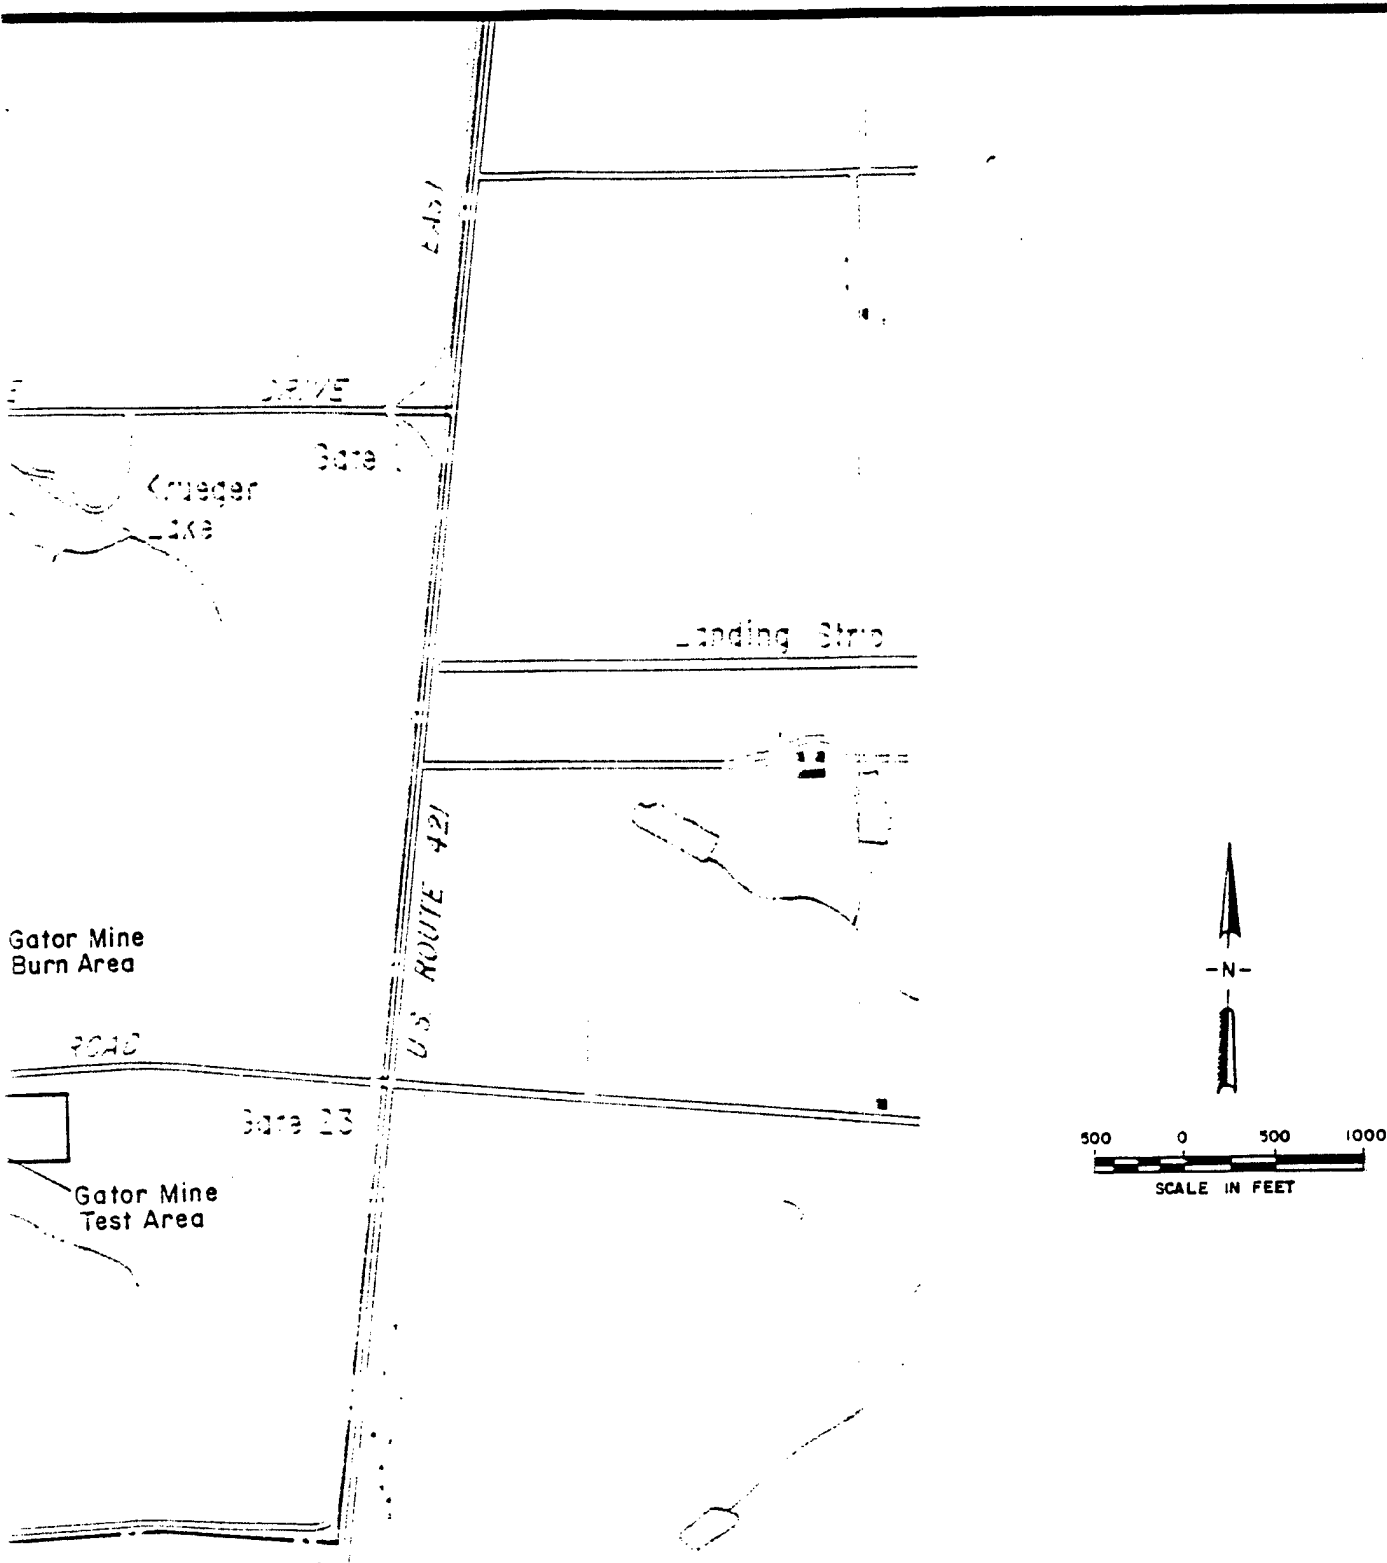 EAST
E DRIVE
Gate
Krueger
Lake
Landing Strip
U.S. ROUTE 421
Gator Mine
Burn Area
-N-
ROAD
Gate 23
500 0 500 1000
SCALE IN FEET
Gator Mine
Test Area